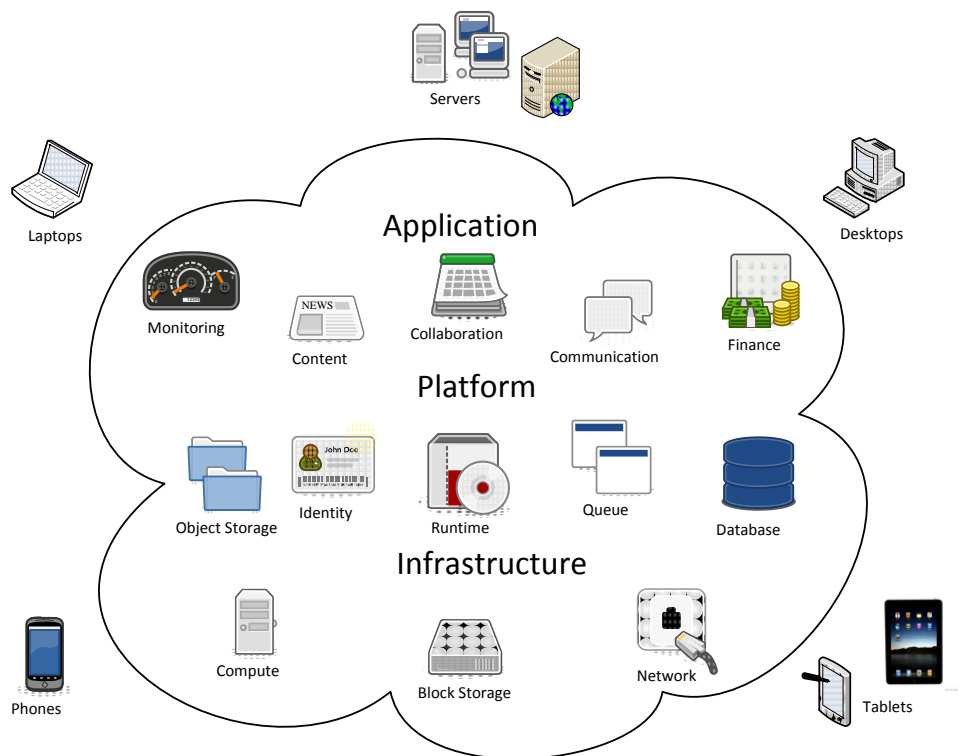 Servers
Laptops
Desktops
Application
Monitoring
NEWS
Content
Collaboration
Communication
Finance
Platform
John Doe
Object Storage
Identity
Runtime
Queue
Database
Infrastructure
Compute
Block Storage
Network
Phones
Tablets